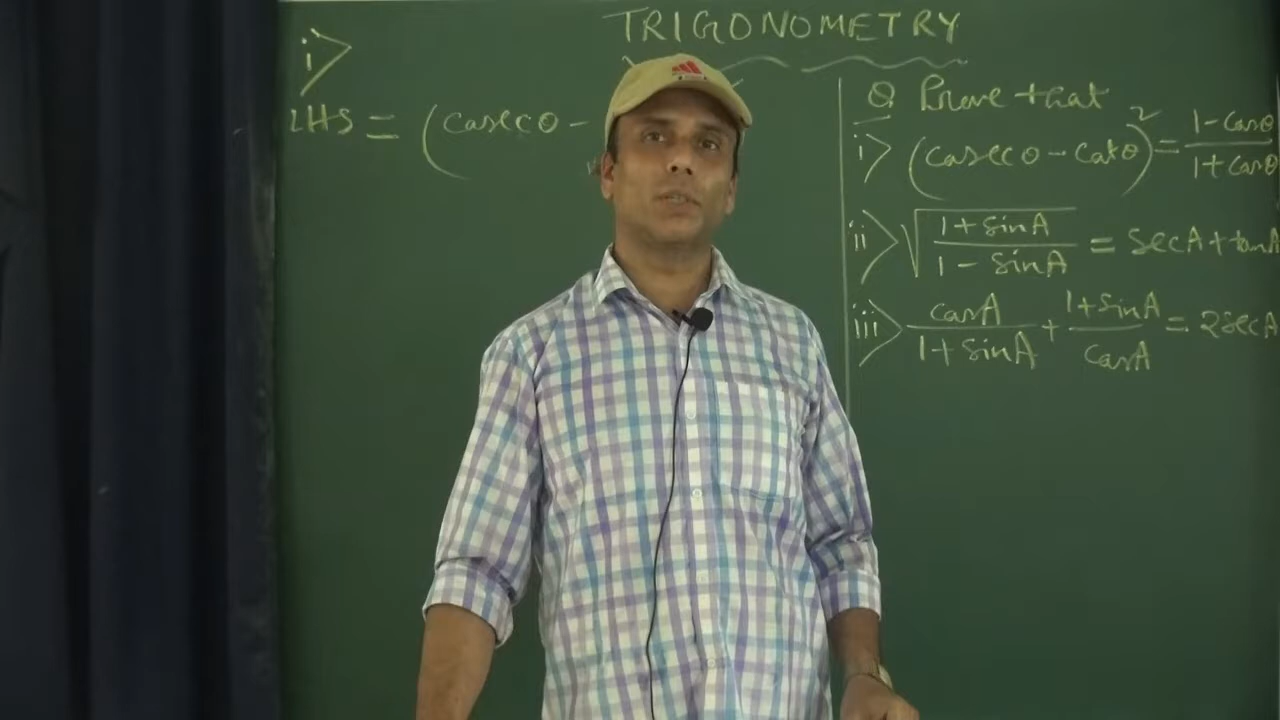 TRIGONOMETRY
i>
LHS = (cosecθ -
Q Prove that
i> (cosecθ - cotθ)² = 1 - cosθ / 1 + cosθ
ii> √(1 + sinA / 1 - sinA) = secA + tanA
iii> cosA / 1 + sinA + 1 + sinA / cosA = 2secA